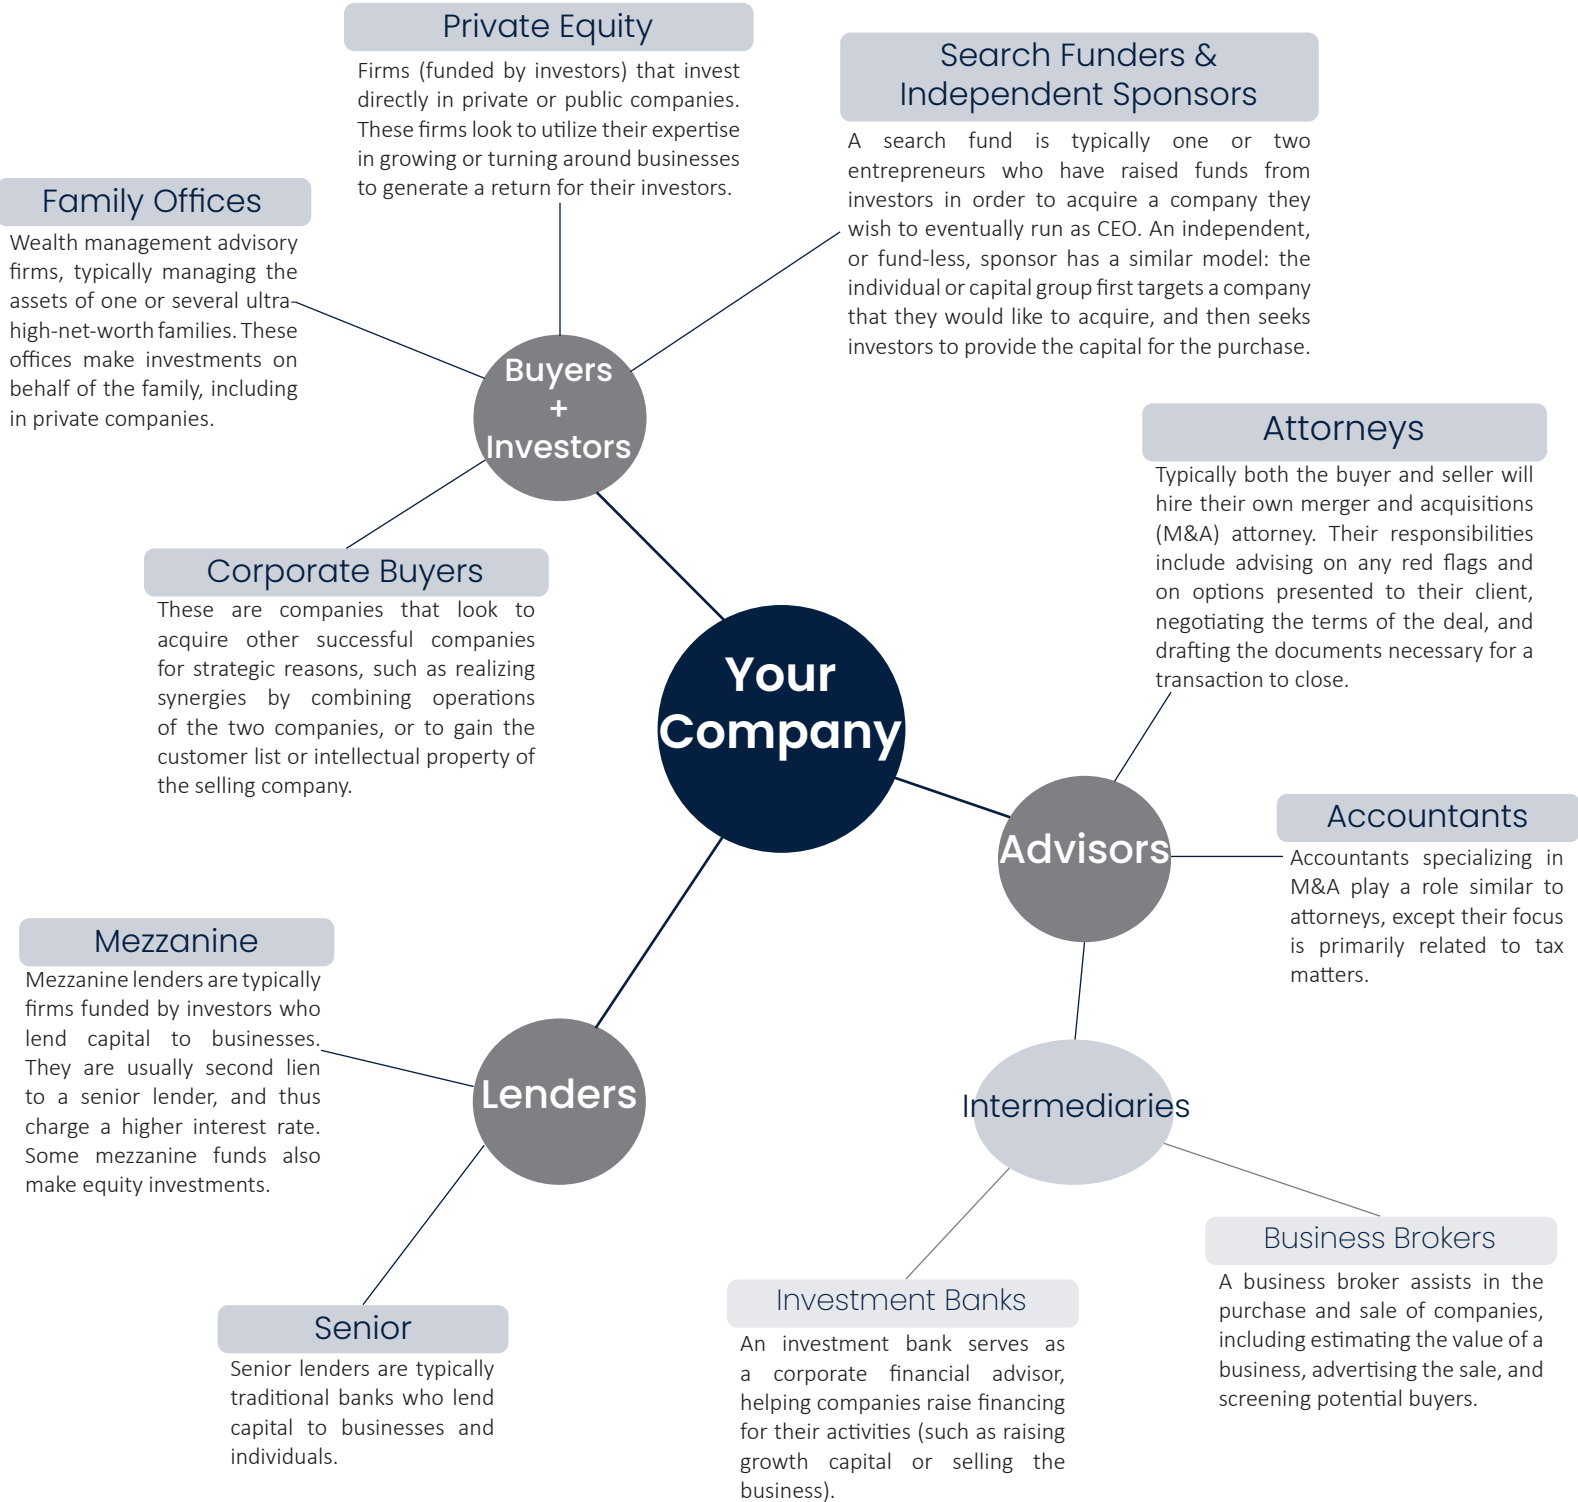 Private Equity
Firms (funded by investors) that invest
directly in private or public companies.
These firms look to utilize their expertise
in growing or turning around businesses
to generate a return for their investors.
Search Funders &
Independent Sponsors
A search fund is typically one or two
entrepreneurs who have raised funds from
investors in order to acquire a company they
wish to eventually run as CEO. An independent,
or fund-less, sponsor has a similar model: the
individual or capital group first targets a company
that they would like to acquire, and then seeks
investors to provide the capital for the purchase.
Family Offices
Wealth management advisory
firms, typically managing the
assets of one or several ultra-
high-net-worth families. These
offices make investments on
behalf of the family, including
in private companies.
Buyers
+
Investors
Corporate Buyers
These are companies that look to
acquire other successful companies
for strategic reasons, such as realizing
synergies by combining operations
of the two companies, or to gain the
customer list or intellectual property of
the selling company.
Attorneys
Typically both the buyer and seller will
hire their own merger and acquisitions
(M&A) attorney. Their responsibilities
include advising on any red flags and
on options presented to their client,
negotiating the terms of the deal, and
drafting the documents necessary for a
transaction to close.
Your
Company
Advisors
Accountants
Accountants specializing in
M&A play a role similar to
attorneys, except their focus
is primarily related to tax
matters.
Mezzanine
Mezzanine lenders are typically
firms funded by investors who
lend capital to businesses.
They are usually second lien
to a senior lender, and thus
charge a higher interest rate.
Some mezzanine funds also
make equity investments.
Lenders
Intermediaries
Senior
Senior lenders are typically
traditional banks who lend
capital to businesses and
individuals.
Investment Banks
An investment bank serves as
a corporate financial advisor,
helping companies raise financing
for their activities (such as raising
growth capital or selling the
business).
Business Brokers
A business broker assists in the
purchase and sale of companies,
including estimating the value of a
business, advertising the sale, and
screening potential buyers.